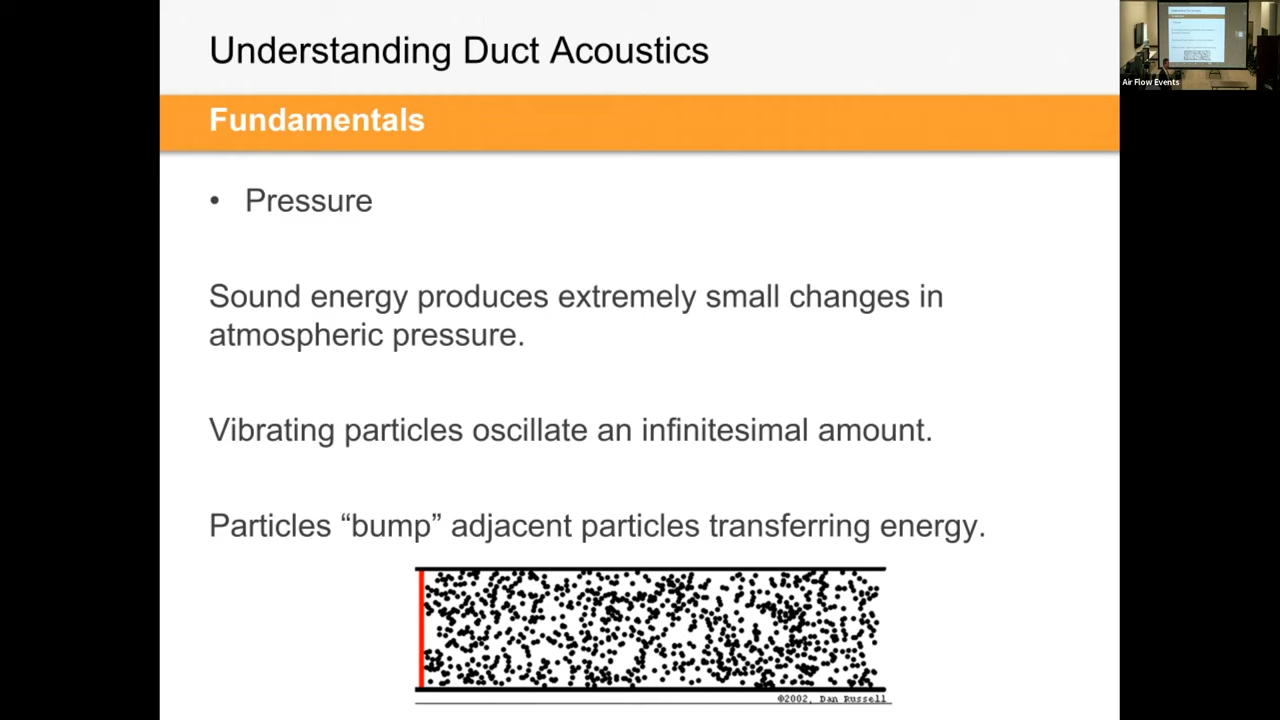 Understanding Duct Acoustics
Air Flow Events
Fundamentals
• Pressure
Sound energy produces extremely small changes in
atmospheric pressure.
Vibrating particles oscillate an infinitesimal amount.
Particles “bump” adjacent particles transferring energy.
©2002, Dan Russell